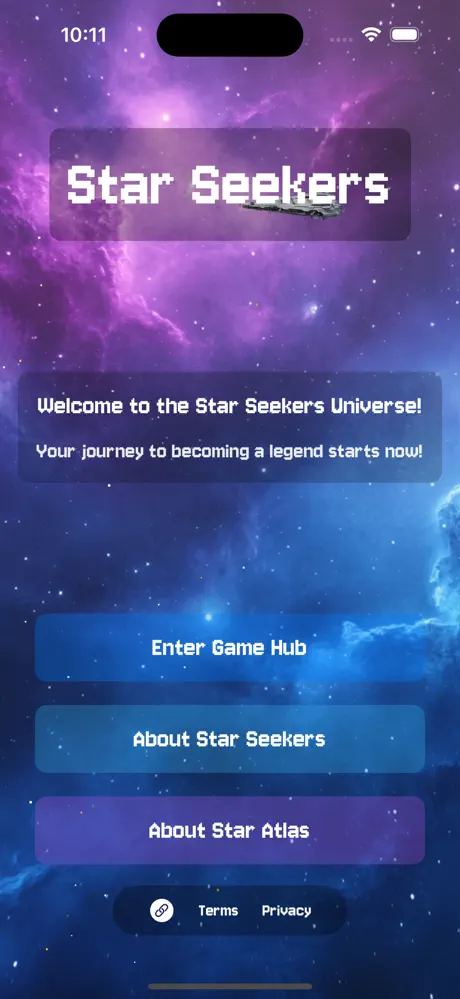 10:11
Star Seekers
Welcome to the Star Seekers Universe!
Your journey to becoming a legend starts now!
Enter Game Hub
About Star Seekers
About Star Atlas
Terms Privacy